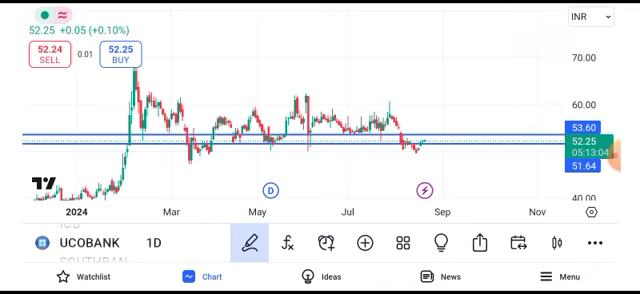 INR
52.25 +0.05 (+0.10%)
52.24
SELL
0.01
52.25
BUY
70.00
60.00
53.60
52.25
05:13:04
51.64
40.00
D
2024
Mar
May
Jul
Sep
Nov
UCOBANK
1D
Watchlist
Chart
Ideas
News
Menu